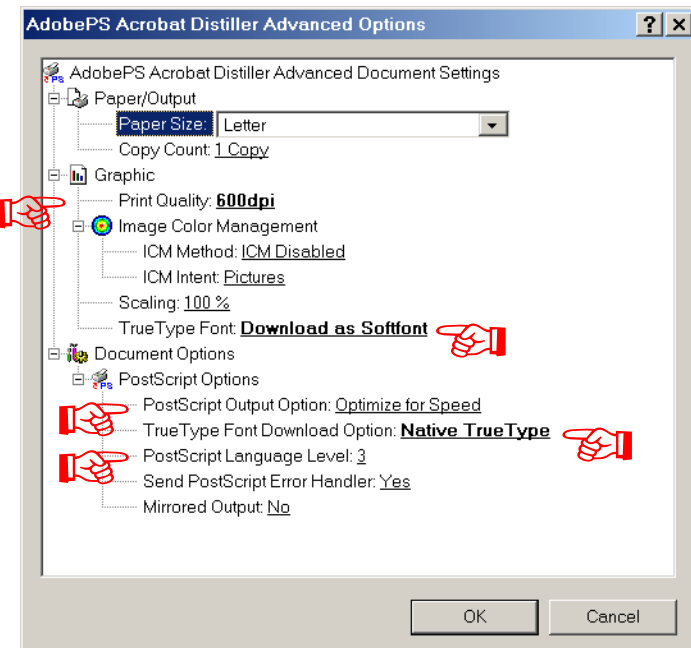 AdobePS Acrobat Distiller Advanced Options
AdobePS Acrobat Distiller Advanced Document Settings
Paper/Output
Paper Size: Letter
Copy Count: 1 Copy
Graphic
Print Quality: 600dpi
Image Color Management
ICM Method: ICM Disabled
ICM Intent: Pictures
Scaling: 100 %
TrueType Font: Download as Softfont
Document Options
PostScript Options
PostScript Output Option: Optimize for Speed
TrueType Font Download Option: Native TrueType
PostScript Language Level: 3
Send PostScript Error Handler: Yes
Mirrored Output: No
OK Cancel